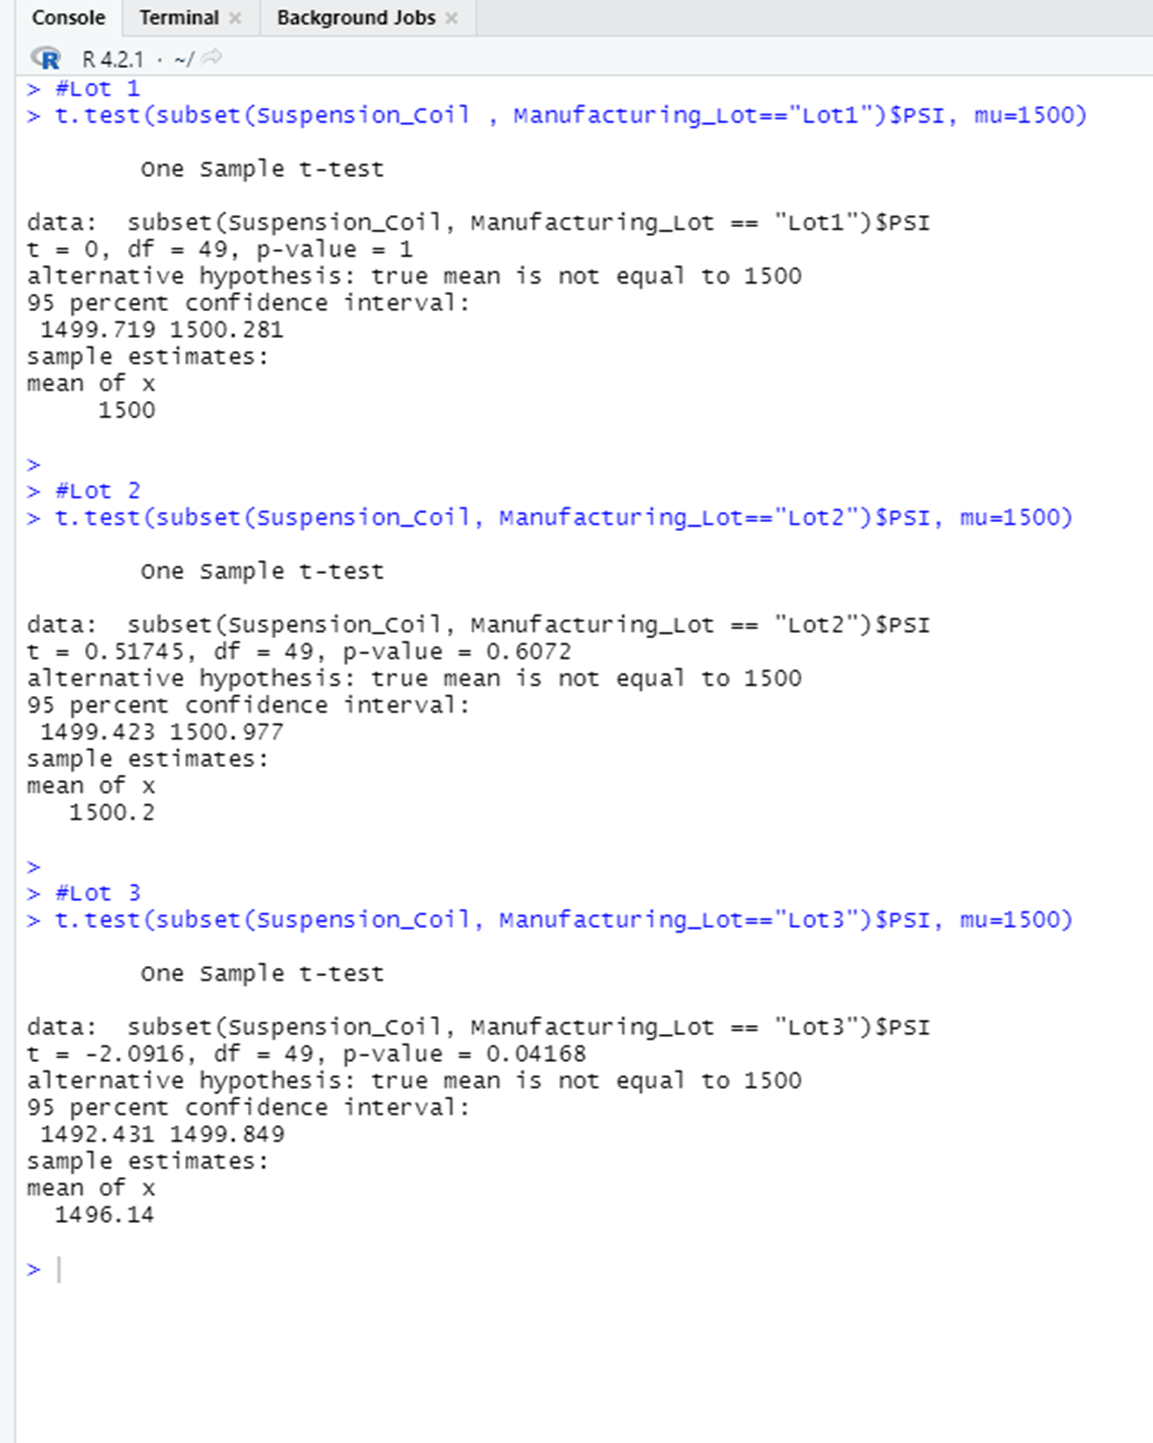 Console Terminal × Background Jobs ×
R R 4.2.1 · ~/
> #Lot 1
> t.test(subset(Suspension_Coil , Manufacturing_Lot=="Lot1")$PSI, mu=1500)
One Sample t-test
data:  subset(Suspension_Coil, Manufacturing_Lot == "Lot1")$PSI
t = 0, df = 49, p-value = 1
alternative hypothesis: true mean is not equal to 1500
95 percent confidence interval:
1499.719 1500.281
sample estimates:
mean of x
1500
>
> #Lot 2
> t.test(subset(Suspension_Coil, Manufacturing_Lot=="Lot2")$PSI, mu=1500)
One Sample t-test
data:  subset(Suspension_Coil, Manufacturing_Lot == "Lot2")$PSI
t = 0.51745, df = 49, p-value = 0.6072
alternative hypothesis: true mean is not equal to 1500
95 percent confidence interval:
1499.423 1500.977
sample estimates:
mean of x
1500.2
>
> #Lot 3
> t.test(subset(Suspension_Coil, Manufacturing_Lot=="Lot3")$PSI, mu=1500)
One Sample t-test
data:  subset(Suspension_Coil, Manufacturing_Lot == "Lot3")$PSI
t = -2.0916, df = 49, p-value = 0.04168
alternative hypothesis: true mean is not equal to 1500
95 percent confidence interval:
1492.431 1499.849
sample estimates:
mean of x
1496.14
>